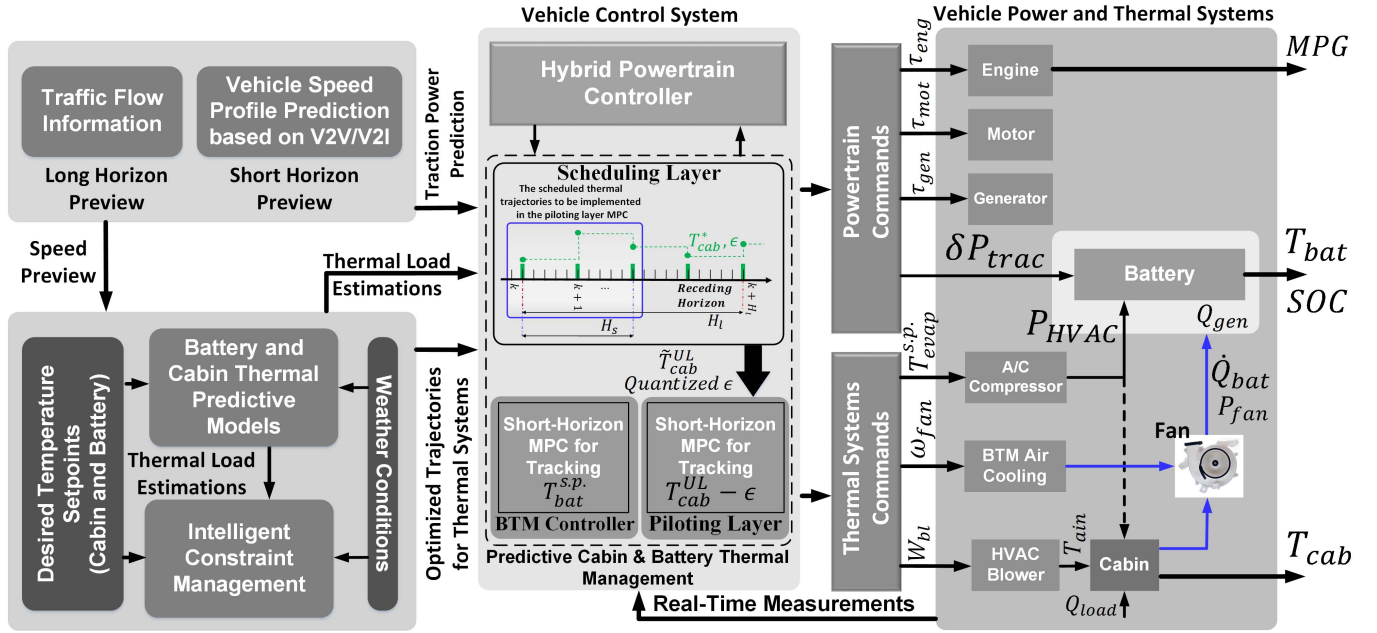 Vehicle Control System
Vehicle Power and Thermal Systems
Traffic Flow
Information
Vehicle Speed
Profile Prediction
based on V2V/V2I
Long Horizon
Preview
Short Horizon
Preview
Speed
Preview
Traction Power
Prediction
Thermal Load
Estimations
Desired Temperature
Setpoints
(Cabin and Battery)
Battery and
Cabin Thermal
Predictive
Models
Thermal Load
Estimations
Intelligent
Constraint
Management
Weather Conditions
Optimized Trajectories
for Thermal Systems
Hybrid Powertrain
Controller
Scheduling Layer
The scheduled thermal
trajectories to be implemented
in the piloting layer MPC
T*cab, ϵ
k
k + 1
...
Receding
Horizon
k + Hl
Hs
Hl
T̃ULcab
Quantized ϵ
Short-Horizon
MPC for
Tracking
Ts.p.bat
BTM Controller
Short-Horizon
MPC for
Tracking
TULcab − ϵ
Piloting Layer
Predictive Cabin & Battery Thermal
Management
Real-Time Measurements
Powertrain
Commands
Thermal Systems
Commands
τeng
τmot
τgen
δPtrac
Ts.p.evap
ωfan
Wbl
Engine
Motor
Generator
Battery
Qgen
PHVAC
A/C
Compressor
Q̇bat
Pfan
Fan
BTM Air
Cooling
HVAC
Blower
Tain
Cabin
Qload
MPG
Tbat
SOC
Tcab